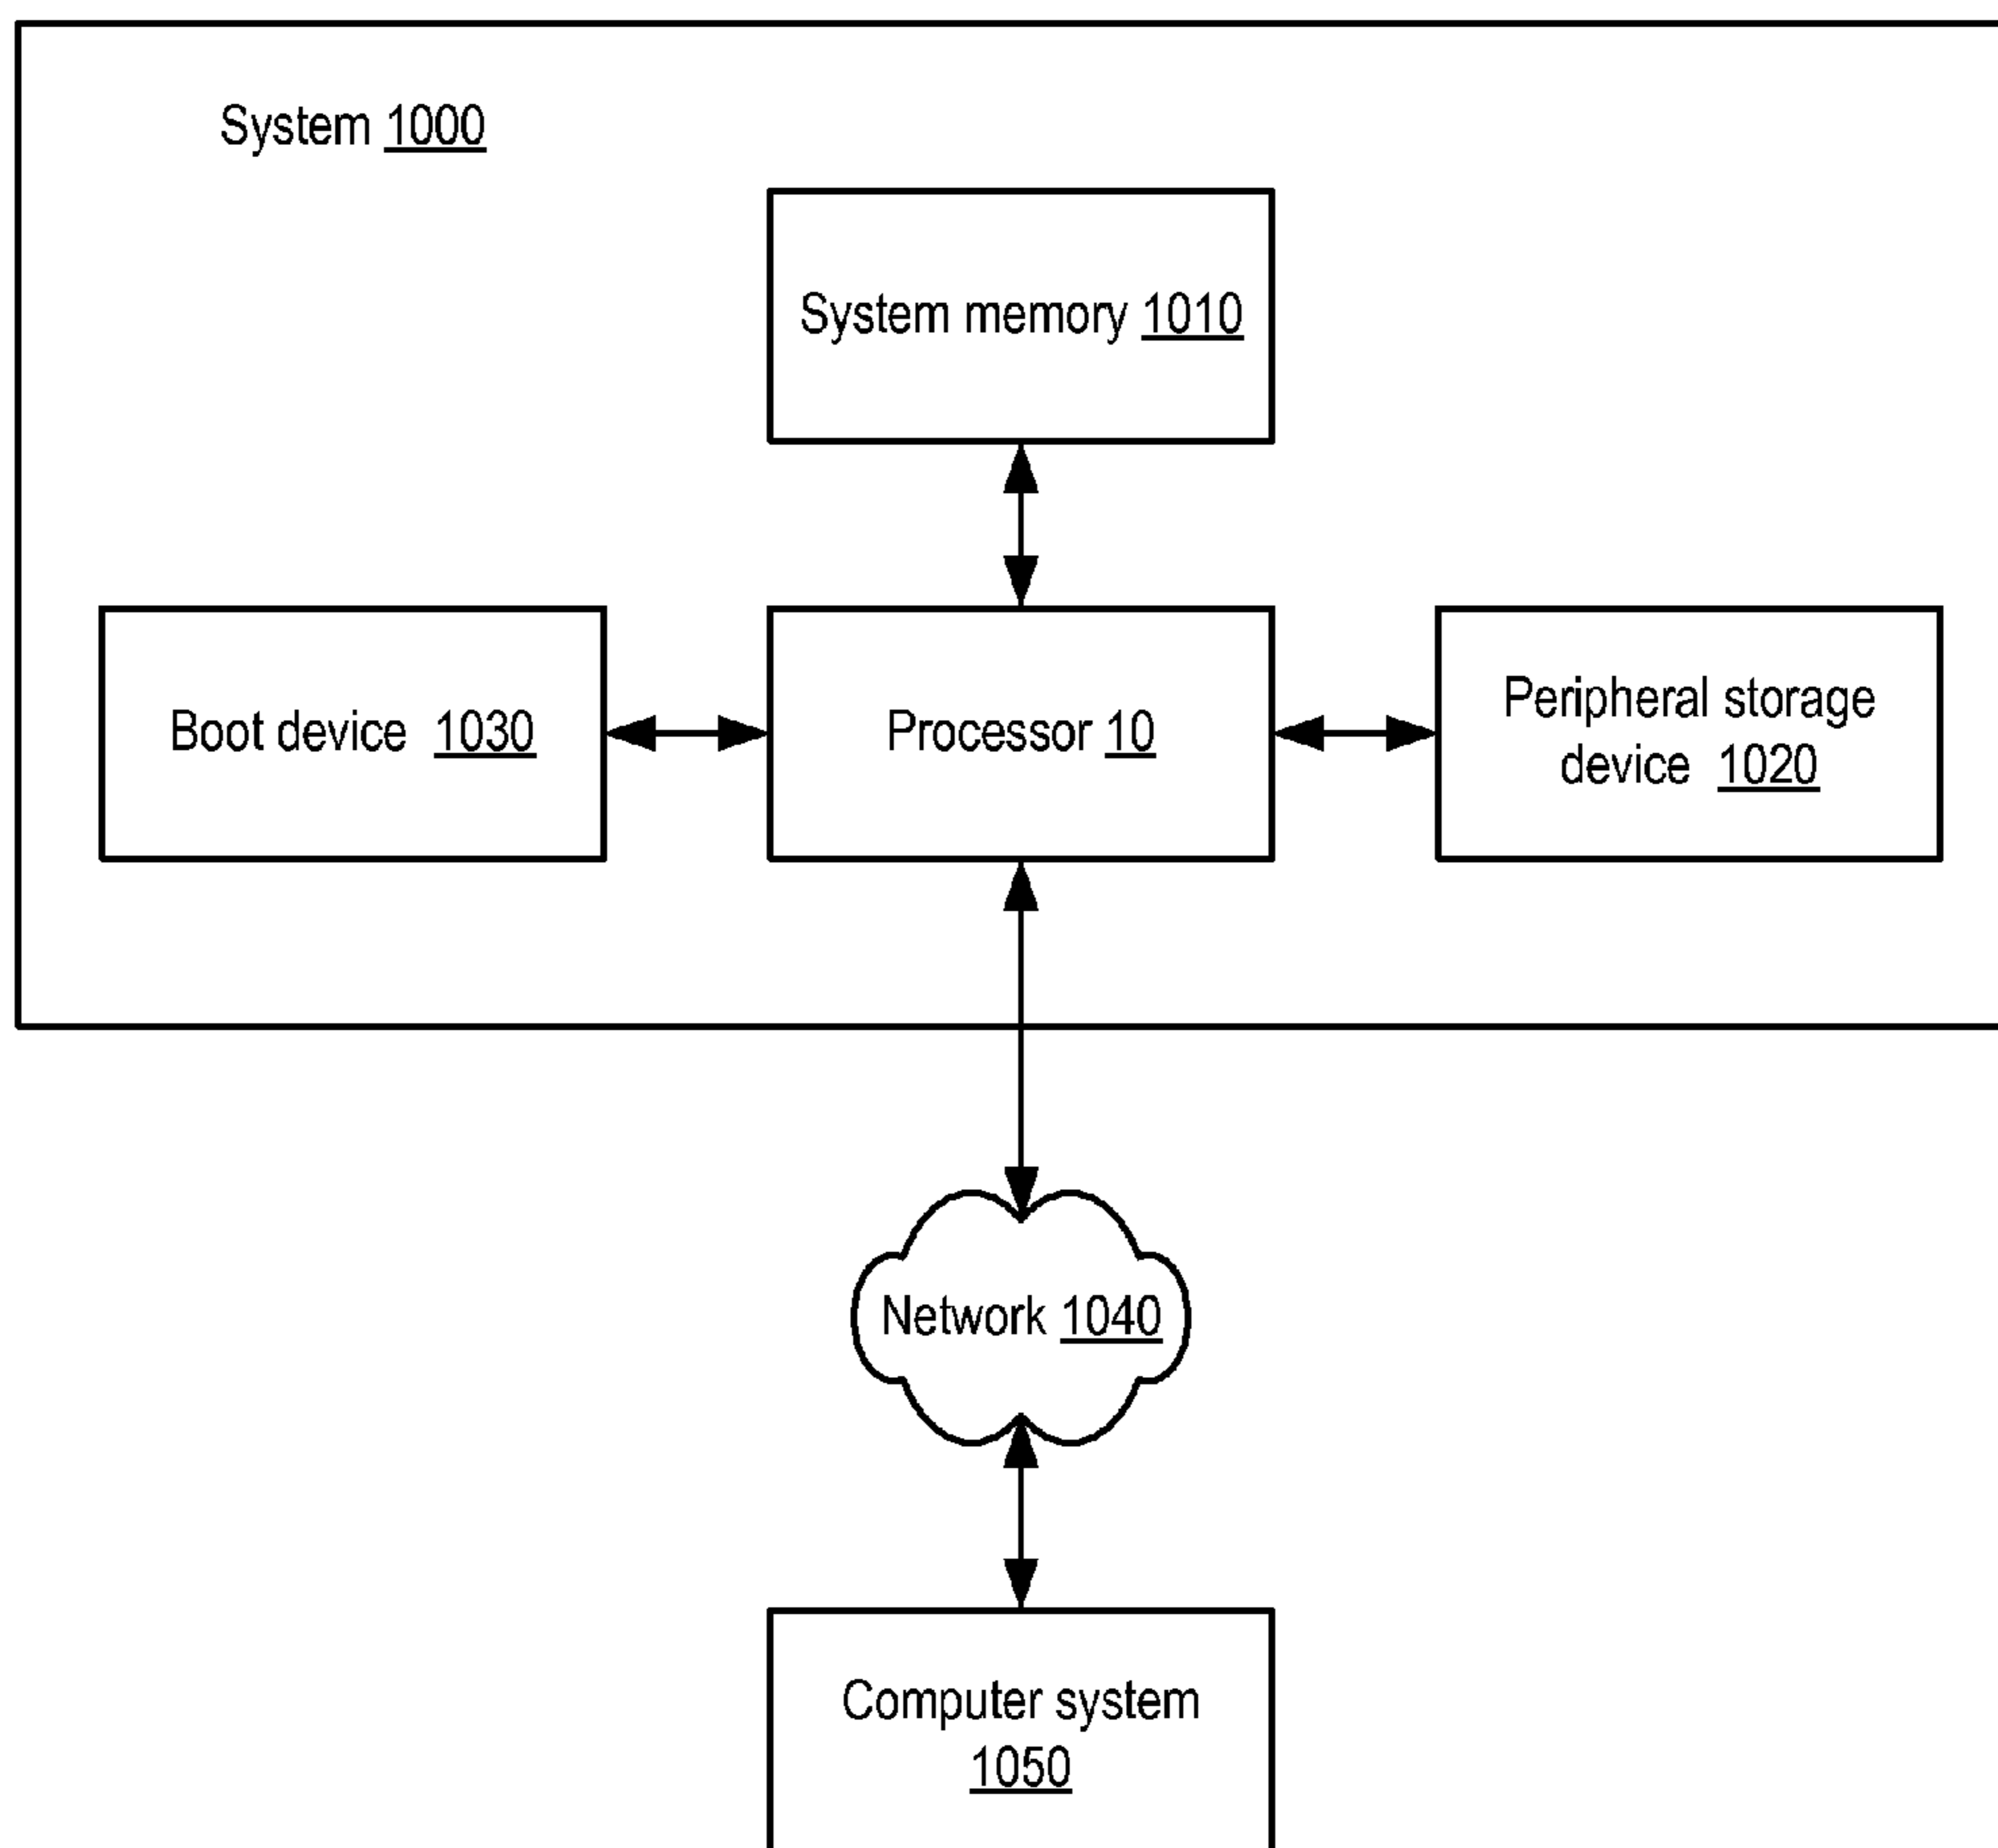 System 1000
System memory 1010
Boot device 1030
Processor 10
Peripheral storage
device 1020
Network 1040
Computer system
1050